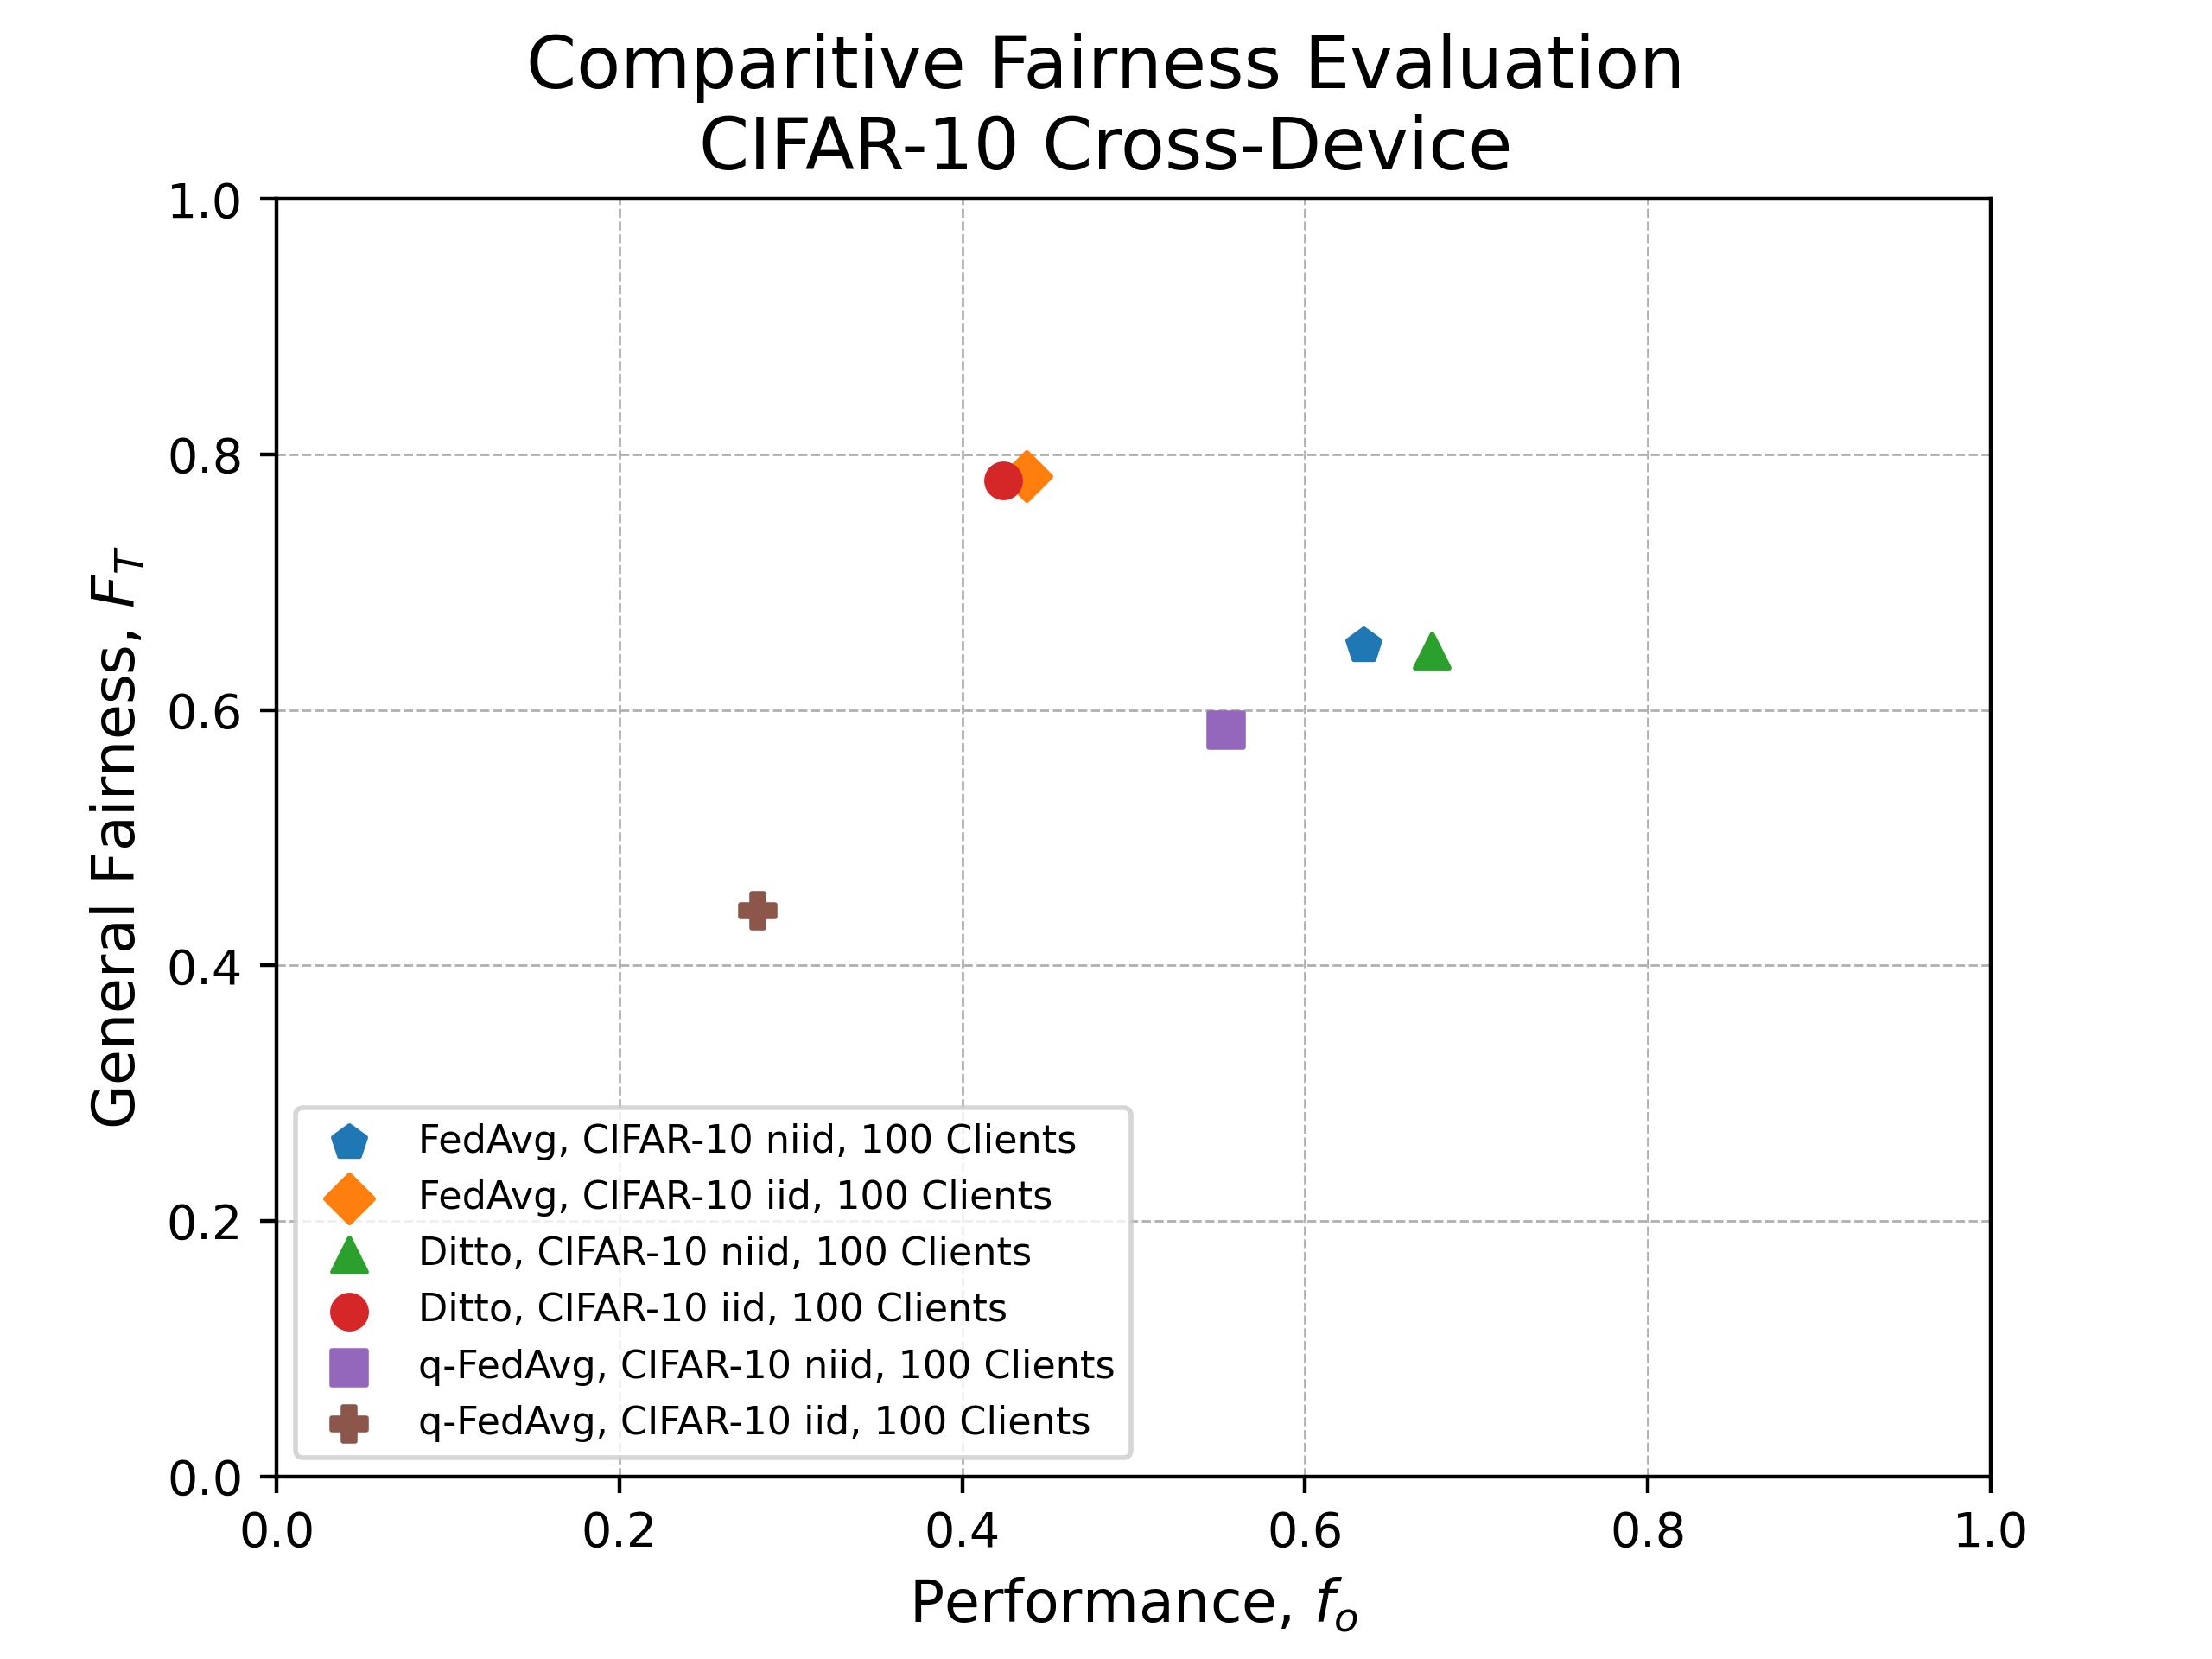 Comparitive Fairness Evaluation
CIFAR-10 Cross-Device
General Fairness, F_T
1.0
0.8
0.6
0.4
0.2
0.0
FedAvg, CIFAR-10 niid, 100 Clients
FedAvg, CIFAR-10 iid, 100 Clients
Ditto, CIFAR-10 niid, 100 Clients
Ditto, CIFAR-10 iid, 100 Clients
q-FedAvg, CIFAR-10 niid, 100 Clients
q-FedAvg, CIFAR-10 iid, 100 Clients
0.0 0.2 0.4 0.6 0.8 1.0
Performance, f_o